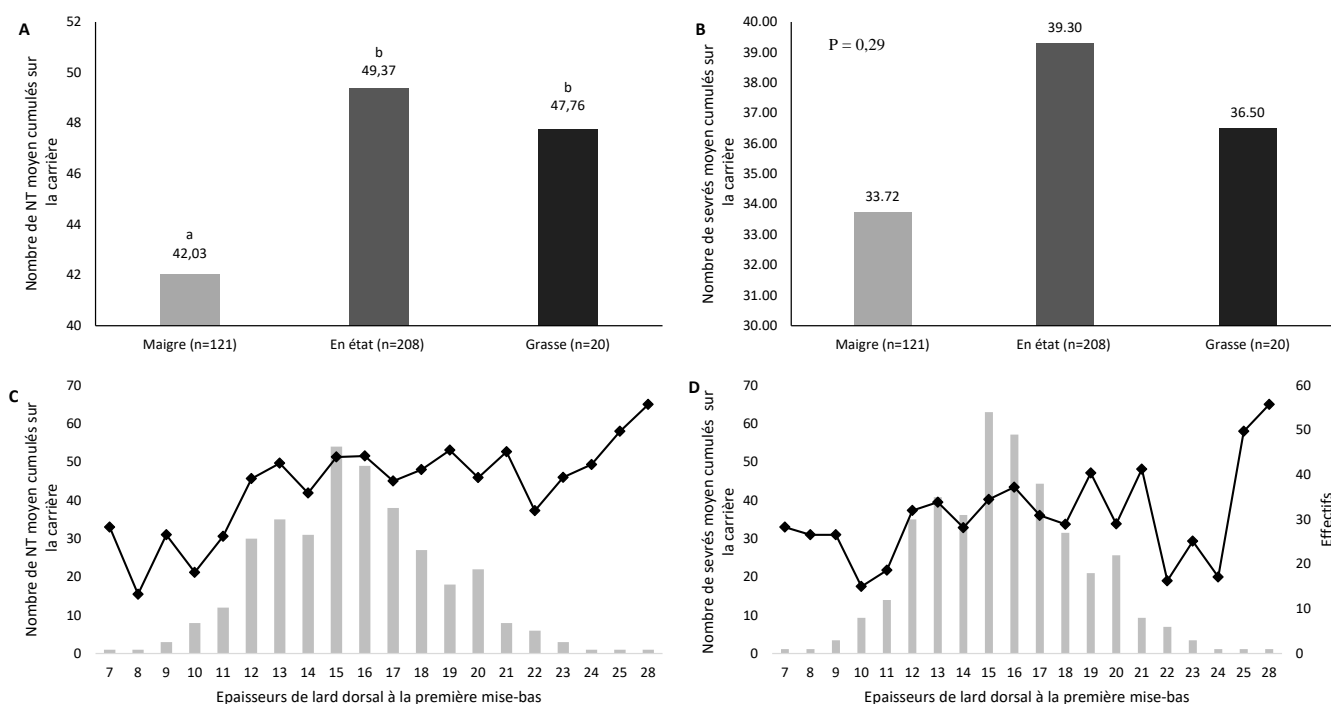 A
Nombre de NT moyen cumulés sur
la carrière
52
50
48
46
44
42
40
a
42,03
b
49,37
b
47,76
Maigre (n=121)
En état (n=208)
Grasse (n=20)
B
P = 0,29
Nombre de sevrés moyen cumulés sur
la carrière
40.00
39.00
38.00
37.00
36.00
35.00
34.00
33.00
32.00
31.00
30.00
33.72
39.30
36.50
Maigre (n=121)
En état (n=208)
Grasse (n=20)
C
Nombre de NT moyen cumulés sur
la carrière
70
60
50
40
30
20
10
0
7 8 9 10 11 12 13 14 15 16 17 18 19 20 21 22 23 24 25 28
Epaisseurs de lard dorsal à la première mise-bas
D
Nombre de sevrés moyen cumulés sur
la carrière
70
60
50
40
30
20
10
0
60
50
40
30
20
10
0
Effectifs
7 8 9 10 11 12 13 14 15 16 17 18 19 20 21 22 23 24 25 28
Epaisseurs de lard dorsal à la première mise-bas